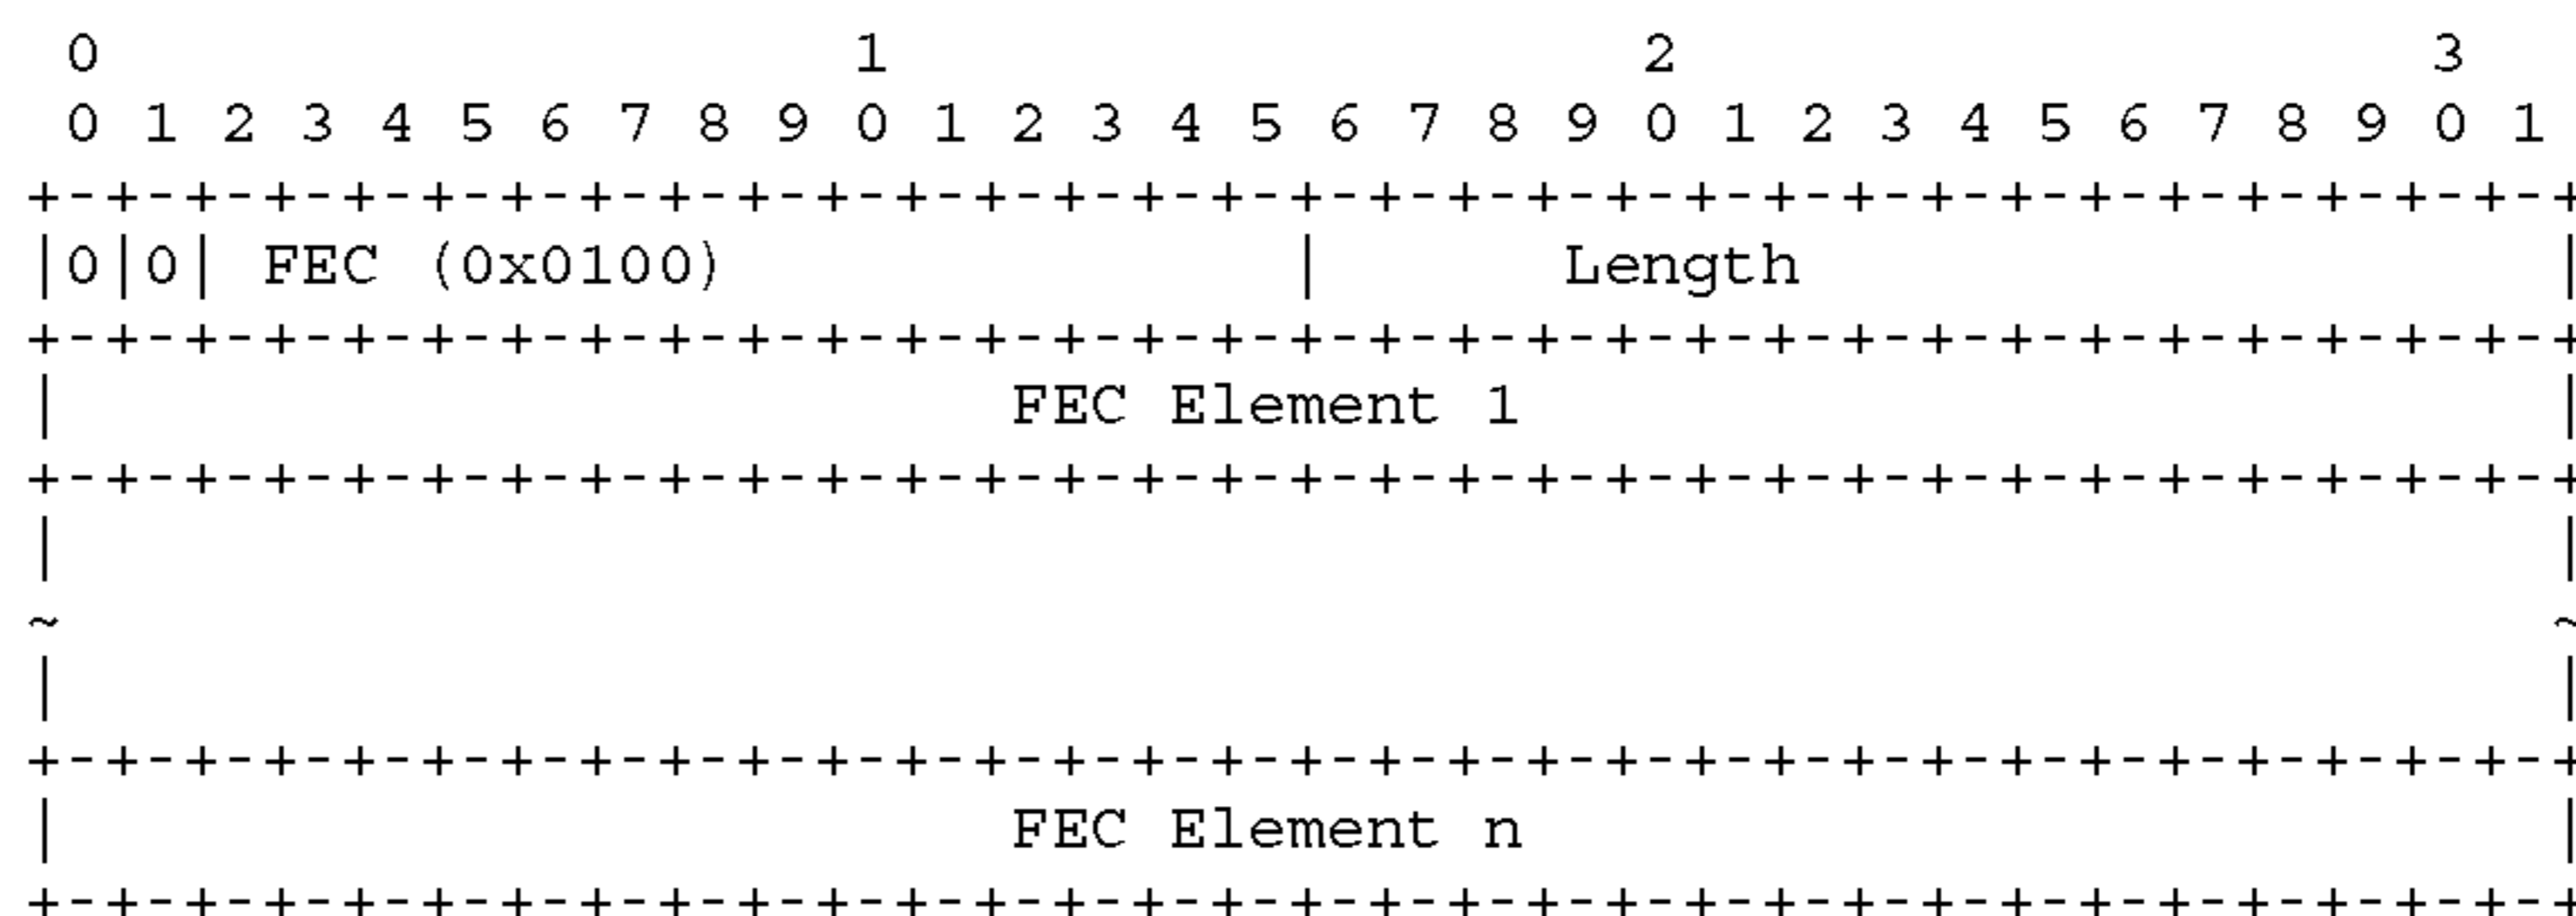 0                   1                   2                   3
 0 1 2 3 4 5 6 7 8 9 0 1 2 3 4 5 6 7 8 9 0 1 2 3 4 5 6 7 8 9 0 1
+-+-+-+-+-+-+-+-+-+-+-+-+-+-+-+-+-+-+-+-+-+-+-+-+-+-+-+-+-+-+-+-+
|0|0| FEC (0x0100)              |      Length                   |
+-+-+-+-+-+-+-+-+-+-+-+-+-+-+-+-+-+-+-+-+-+-+-+-+-+-+-+-+-+-+-+-+
|                        FEC Element 1                          |
+-+-+-+-+-+-+-+-+-+-+-+-+-+-+-+-+-+-+-+-+-+-+-+-+-+-+-+-+-+-+-+-+
|                                                               |
~                                                               ~
|                                                               |
+-+-+-+-+-+-+-+-+-+-+-+-+-+-+-+-+-+-+-+-+-+-+-+-+-+-+-+-+-+-+-+-+
|                        FEC Element n                          |
+-+-+-+-+-+-+-+-+-+-+-+-+-+-+-+-+-+-+-+-+-+-+-+-+-+-+-+-+-+-+-+-+